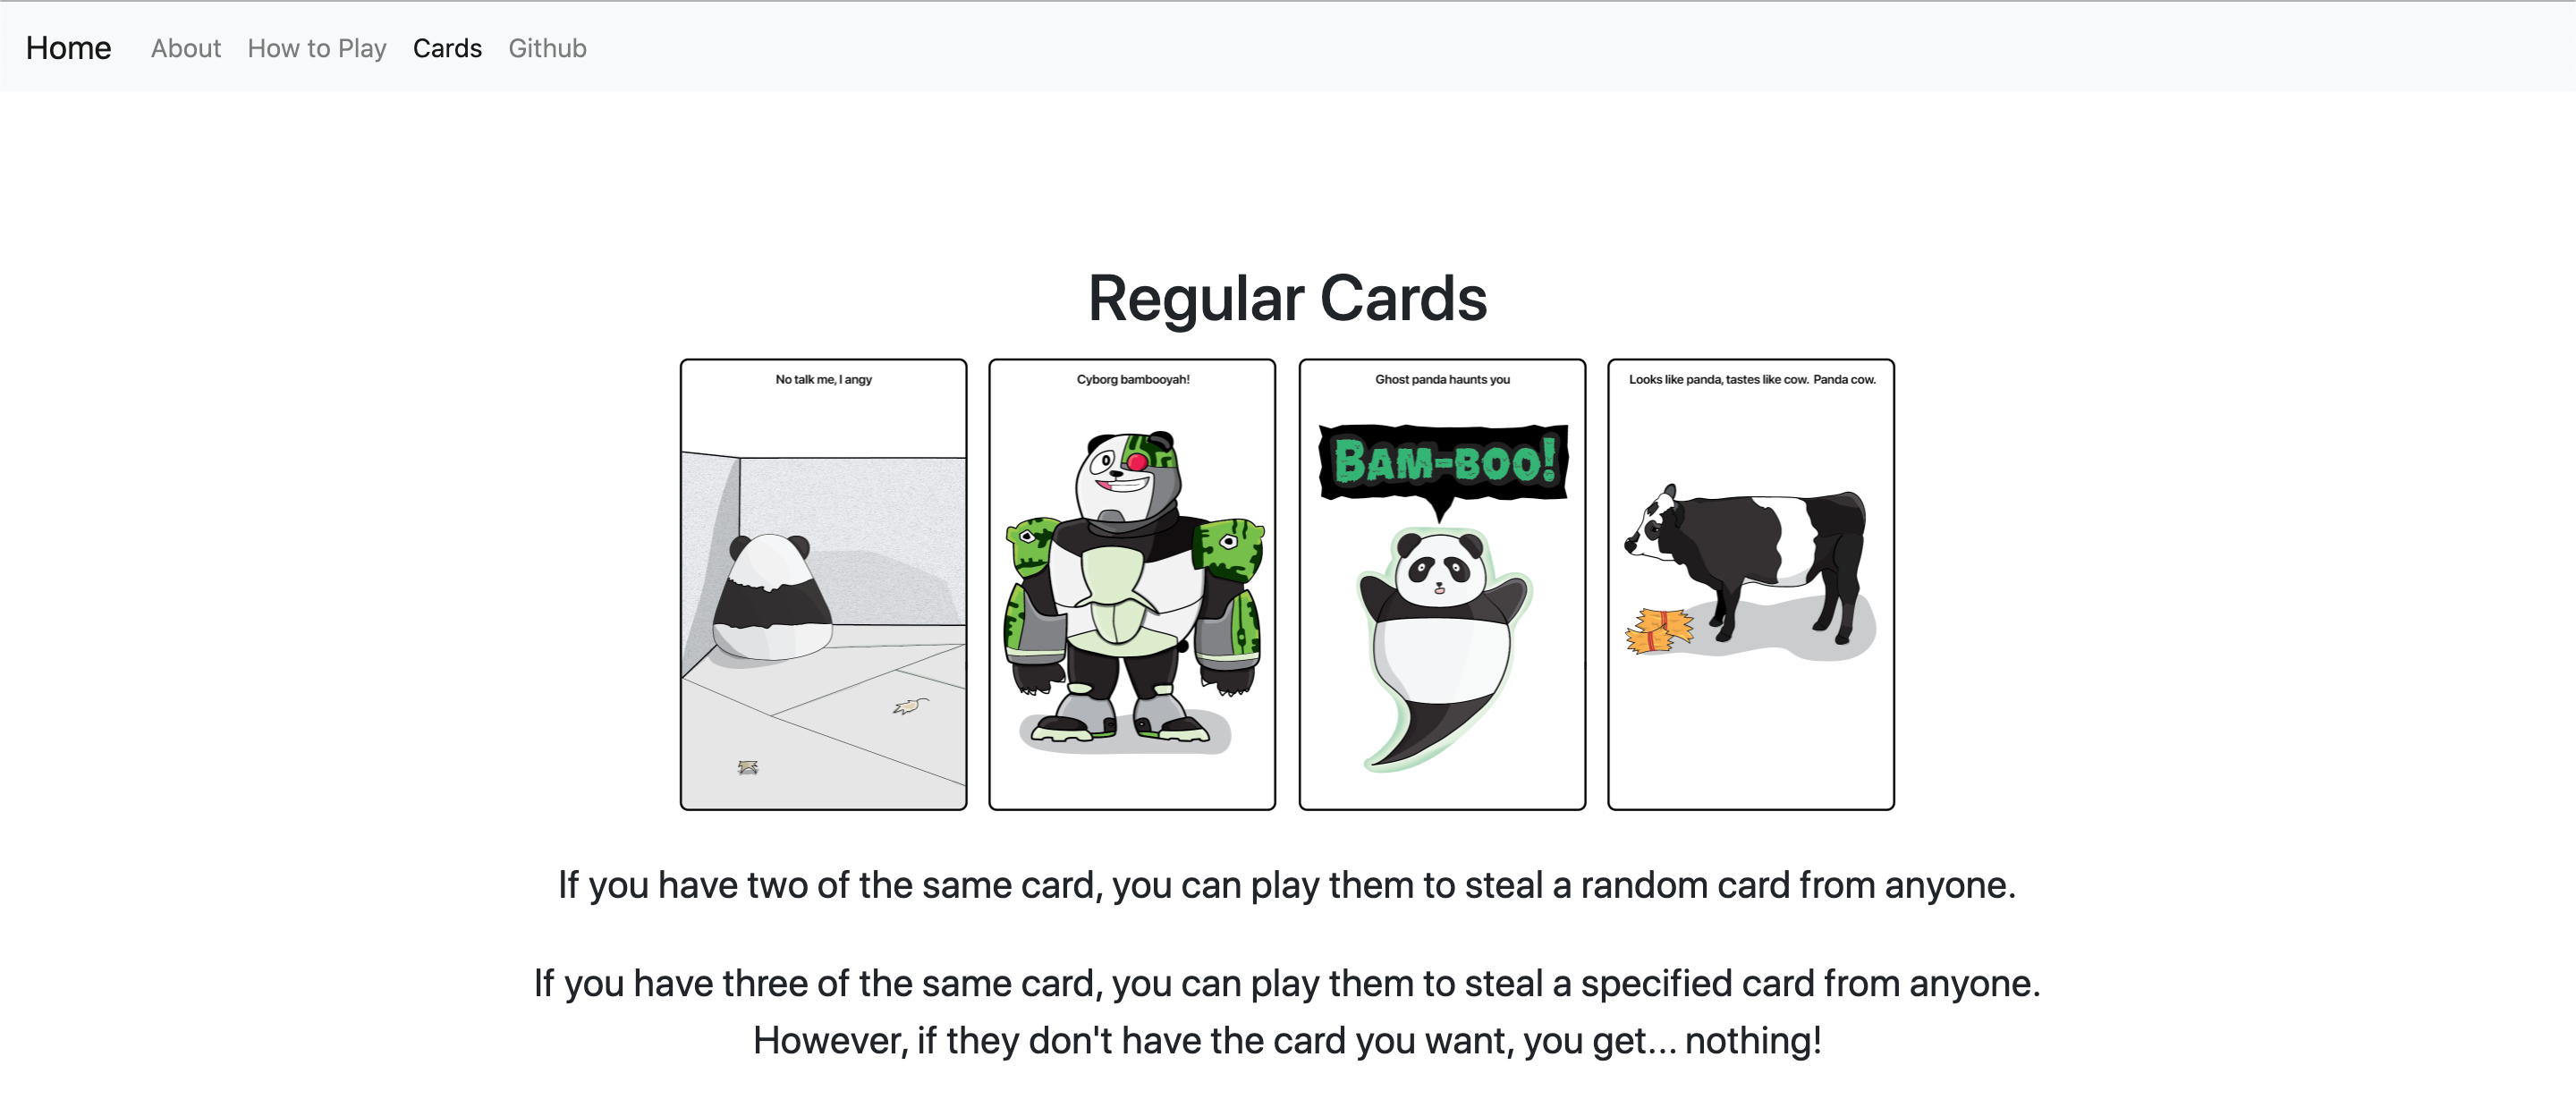 Home About How to Play Cards Github
Regular Cards
No talk me, I angy
Cyborg bambooyah!
Ghost panda haunts you
BAM-BOO!
Looks like panda, tastes like cow. Panda cow.
If you have two of the same card, you can play them to steal a random card from anyone.
If you have three of the same card, you can play them to steal a specified card from anyone.
However, if they don't have the card you want, you get... nothing!